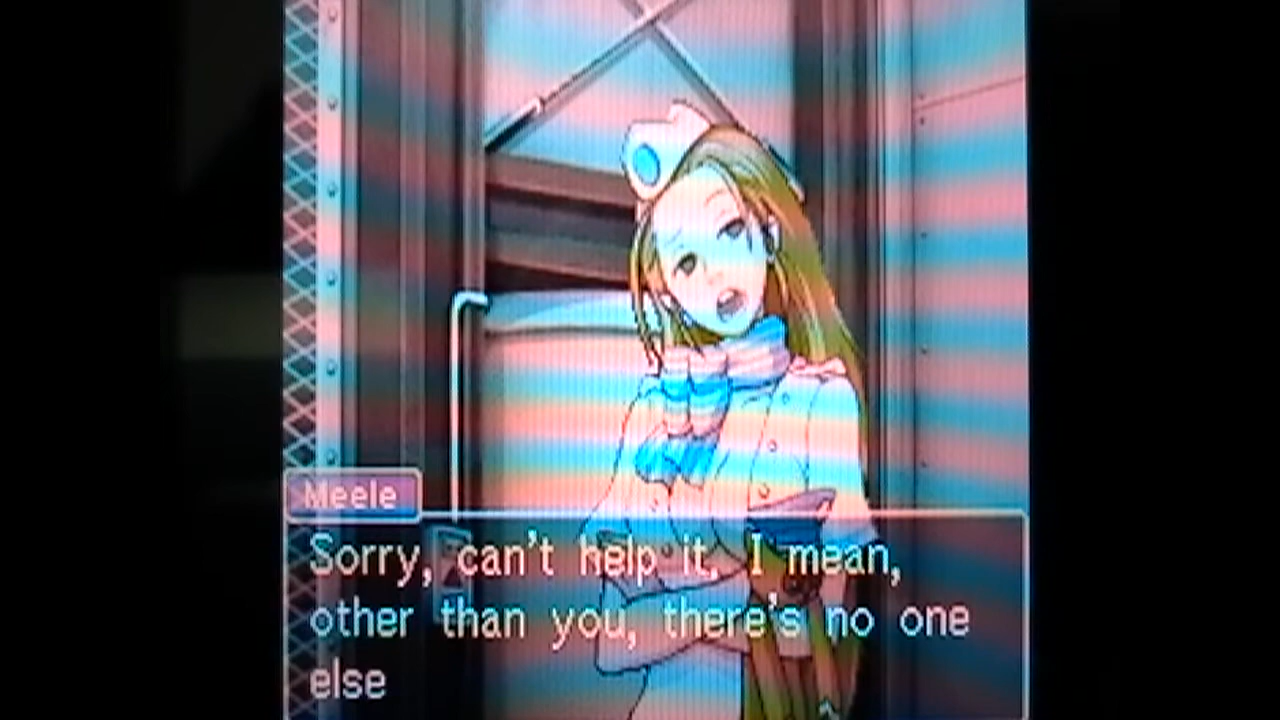 Meele
Sorry, can't help it. I mean,
other than you, there's no one
else